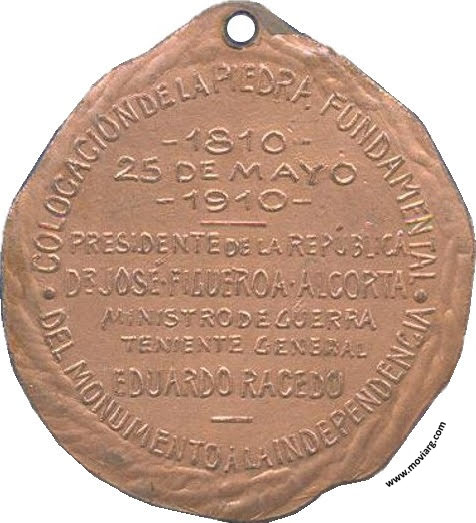 COLOCACIÓN DE LA PIEDRA FUNDAMENTAL
DEL MONUMENTO A LA INDEPENDENCIA
-1810-
25 DE MAYO
-1910-
PRESIDENTE DE LA REPÚBLICA
DR JOSÉ·FIGUEROA·ALCORTA
MINISTRO DE GUERRA
TENIENTE GENERAL
EDUARDO RACEDO
www.moviarg.com